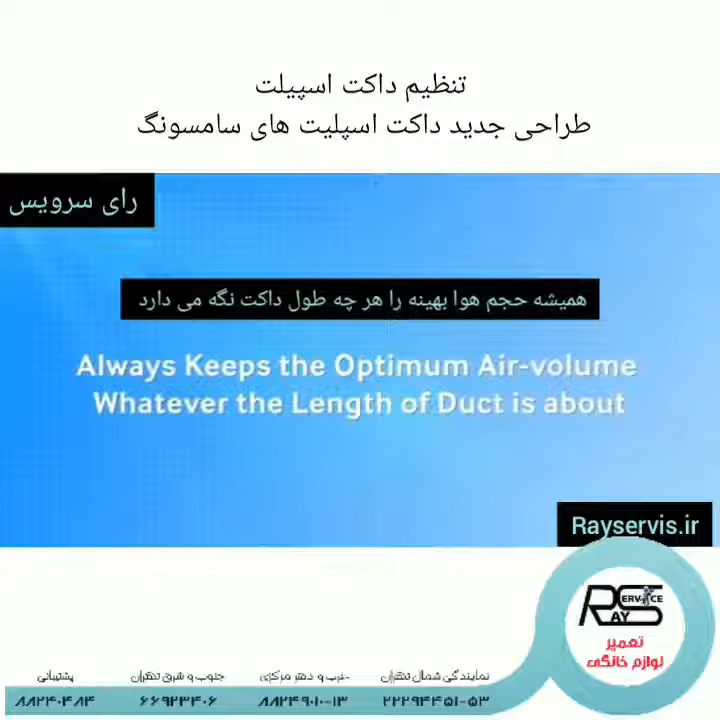 تنظیم داکت اسپیلت
طراحی جدید داکت اسپلیت های سامسونگ
رای سرویس
همیشه حجم هوا بهینه را هر چه طول داکت نگه می دارد
Always Keeps the Optimum Air-volume
Whatever the Length of Duct is about
Rayservis.ir
RAY SERVICE
تعمیر
لوازم خانگی
نمایندگی شمال تهران
۲۲۲۹۴۴۵۱-۵۳
غرب و دفتر مرکزی
۸۸۲۴۹۰۱۰-۱۳
جنوب و شرق تهران
۶۶۹۲۳۴۰۶
پشتیبانی
۸۸۲۴۰۴۸۴